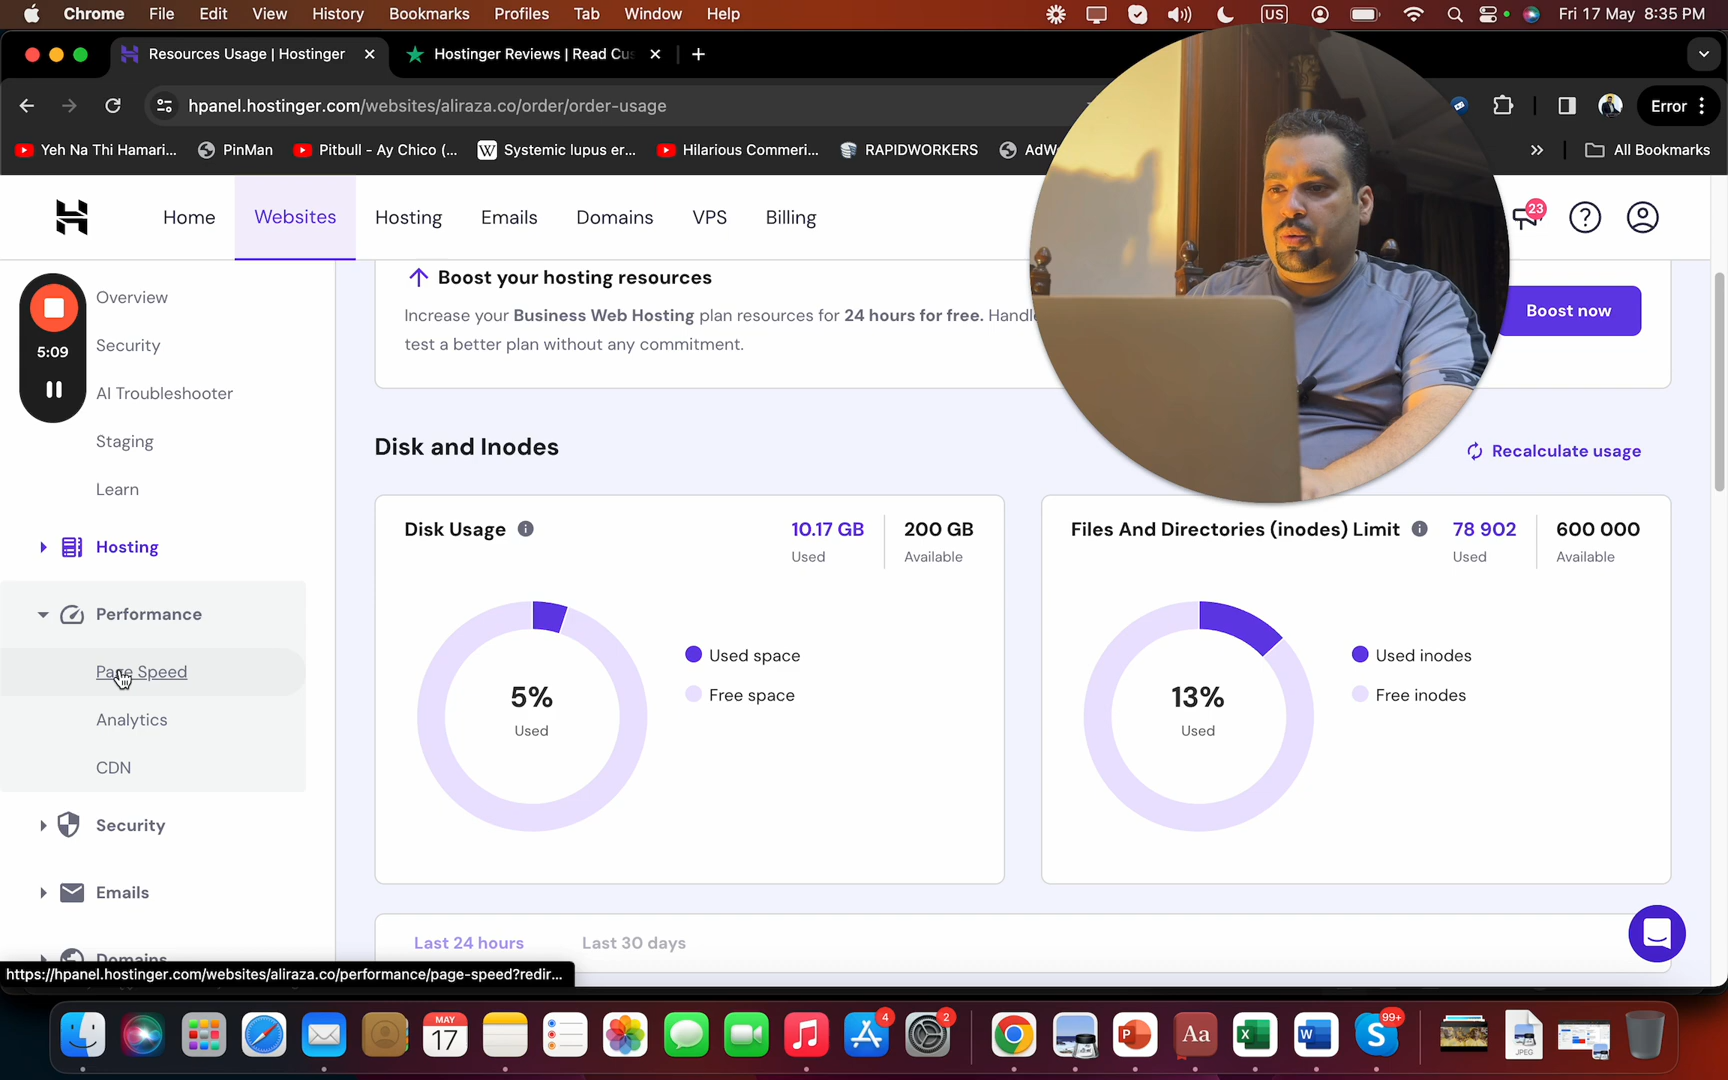 Chrome File Edit View History Bookmarks Profiles Tab Window Help US Fri 17 May 8:35 PM
Resources Usage | Hostinger Hostinger Reviews | Read Cus
hpanel.hostinger.com/websites/aliraza.co/order/order-usage Error
Yeh Na Thi Hamari... PinMan Pitbull - Ay Chico (... Systemic lupus er... Hilarious Commeri... RAPIDWORKERS AdWo All Bookmarks
Home Websites Hosting Emails Domains VPS Billing 23
Overview
Security
AI Troubleshooter
Staging
Learn
Hosting
Performance
Page Speed
Analytics
CDN
Security
Emails
Domains
5:09
Boost your hosting resources
Increase your Business Web Hosting plan resources for 24 hours for free. Handle
test a better plan without any commitment.
Boost now
Disk and Inodes
Recalculate usage
Disk Usage 10.17 GB 200 GB
Used Available
5%
Used
Used space
Free space
Files And Directories (inodes) Limit 78 902 600 000
Used Available
13%
Used
Used inodes
Free inodes
Last 24 hours Last 30 days
https://hpanel.hostinger.com/websites/aliraza.co/performance/page-speed?redir...
MAY
17
4
2
Aa
99+
JPEG